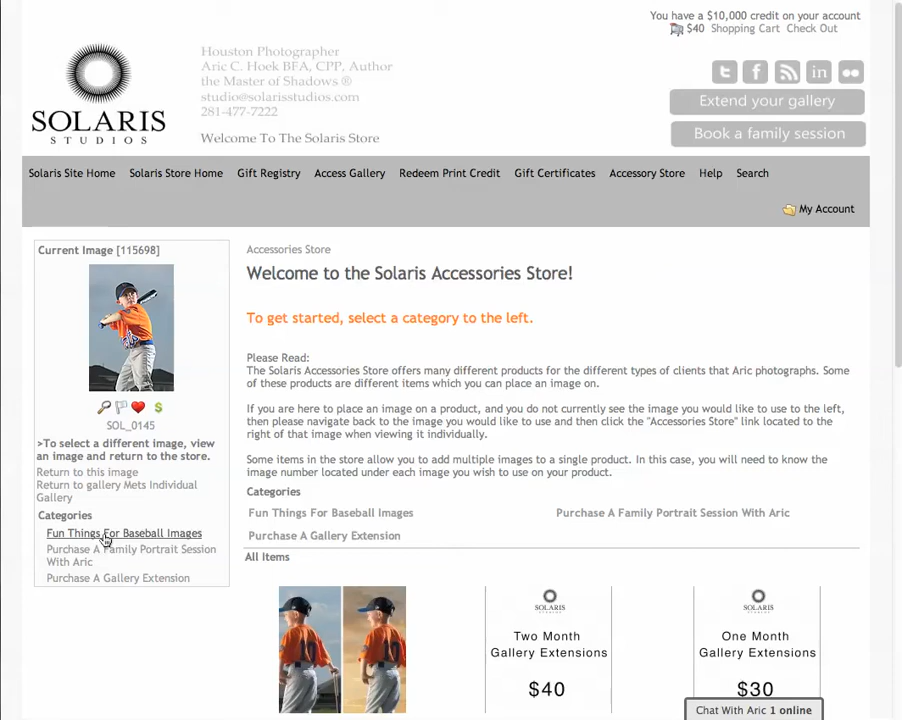 You have a $10,000 credit on your account
$40 Shopping Cart Check Out
SOLARIS
STUDIOS
Houston Photographer
Aric C. Hoek BFA, CPP, Author
the Master of Shadows ®
studio@solarisstudios.com
281-477-7222
Welcome To The Solaris Store
Extend your gallery
Book a family session
Solaris Site Home Solaris Store Home Gift Registry Access Gallery Redeem Print Credit Gift Certificates Accessory Store Help Search
My Account
Current Image [115698]
SOL_0145
>To select a different image, view
an image and return to the store.
Return to this image
Return to gallery Mets Individual
Gallery
Categories
Fun Things For Baseball Images
Purchase A Family Portrait Session
With Aric
Purchase A Gallery Extension
Accessories Store
Welcome to the Solaris Accessories Store!
To get started, select a category to the left.
Please Read:
The Solaris Accessories Store offers many different products for the different types of clients that Aric photographs. Some
of these products are different items which you can place an image on.
If you are here to place an image on a product, and you do not currently see the image you would like to use to the left,
then please navigate back to the image you would like to use and then click the "Accessories Store" link located to the
right of that image when viewing it individually.
Some items in the store allow you to add multiple images to a single product. In this case, you will need to know the
image number located under each image you wish to use on your product.
Categories
Fun Things For Baseball Images Purchase A Family Portrait Session With Aric
Purchase A Gallery Extension
All Items
SOLARIS
Two Month
Gallery Extensions
$40
SOLARIS
One Month
Gallery Extensions
$30
Chat With Aric 1 online